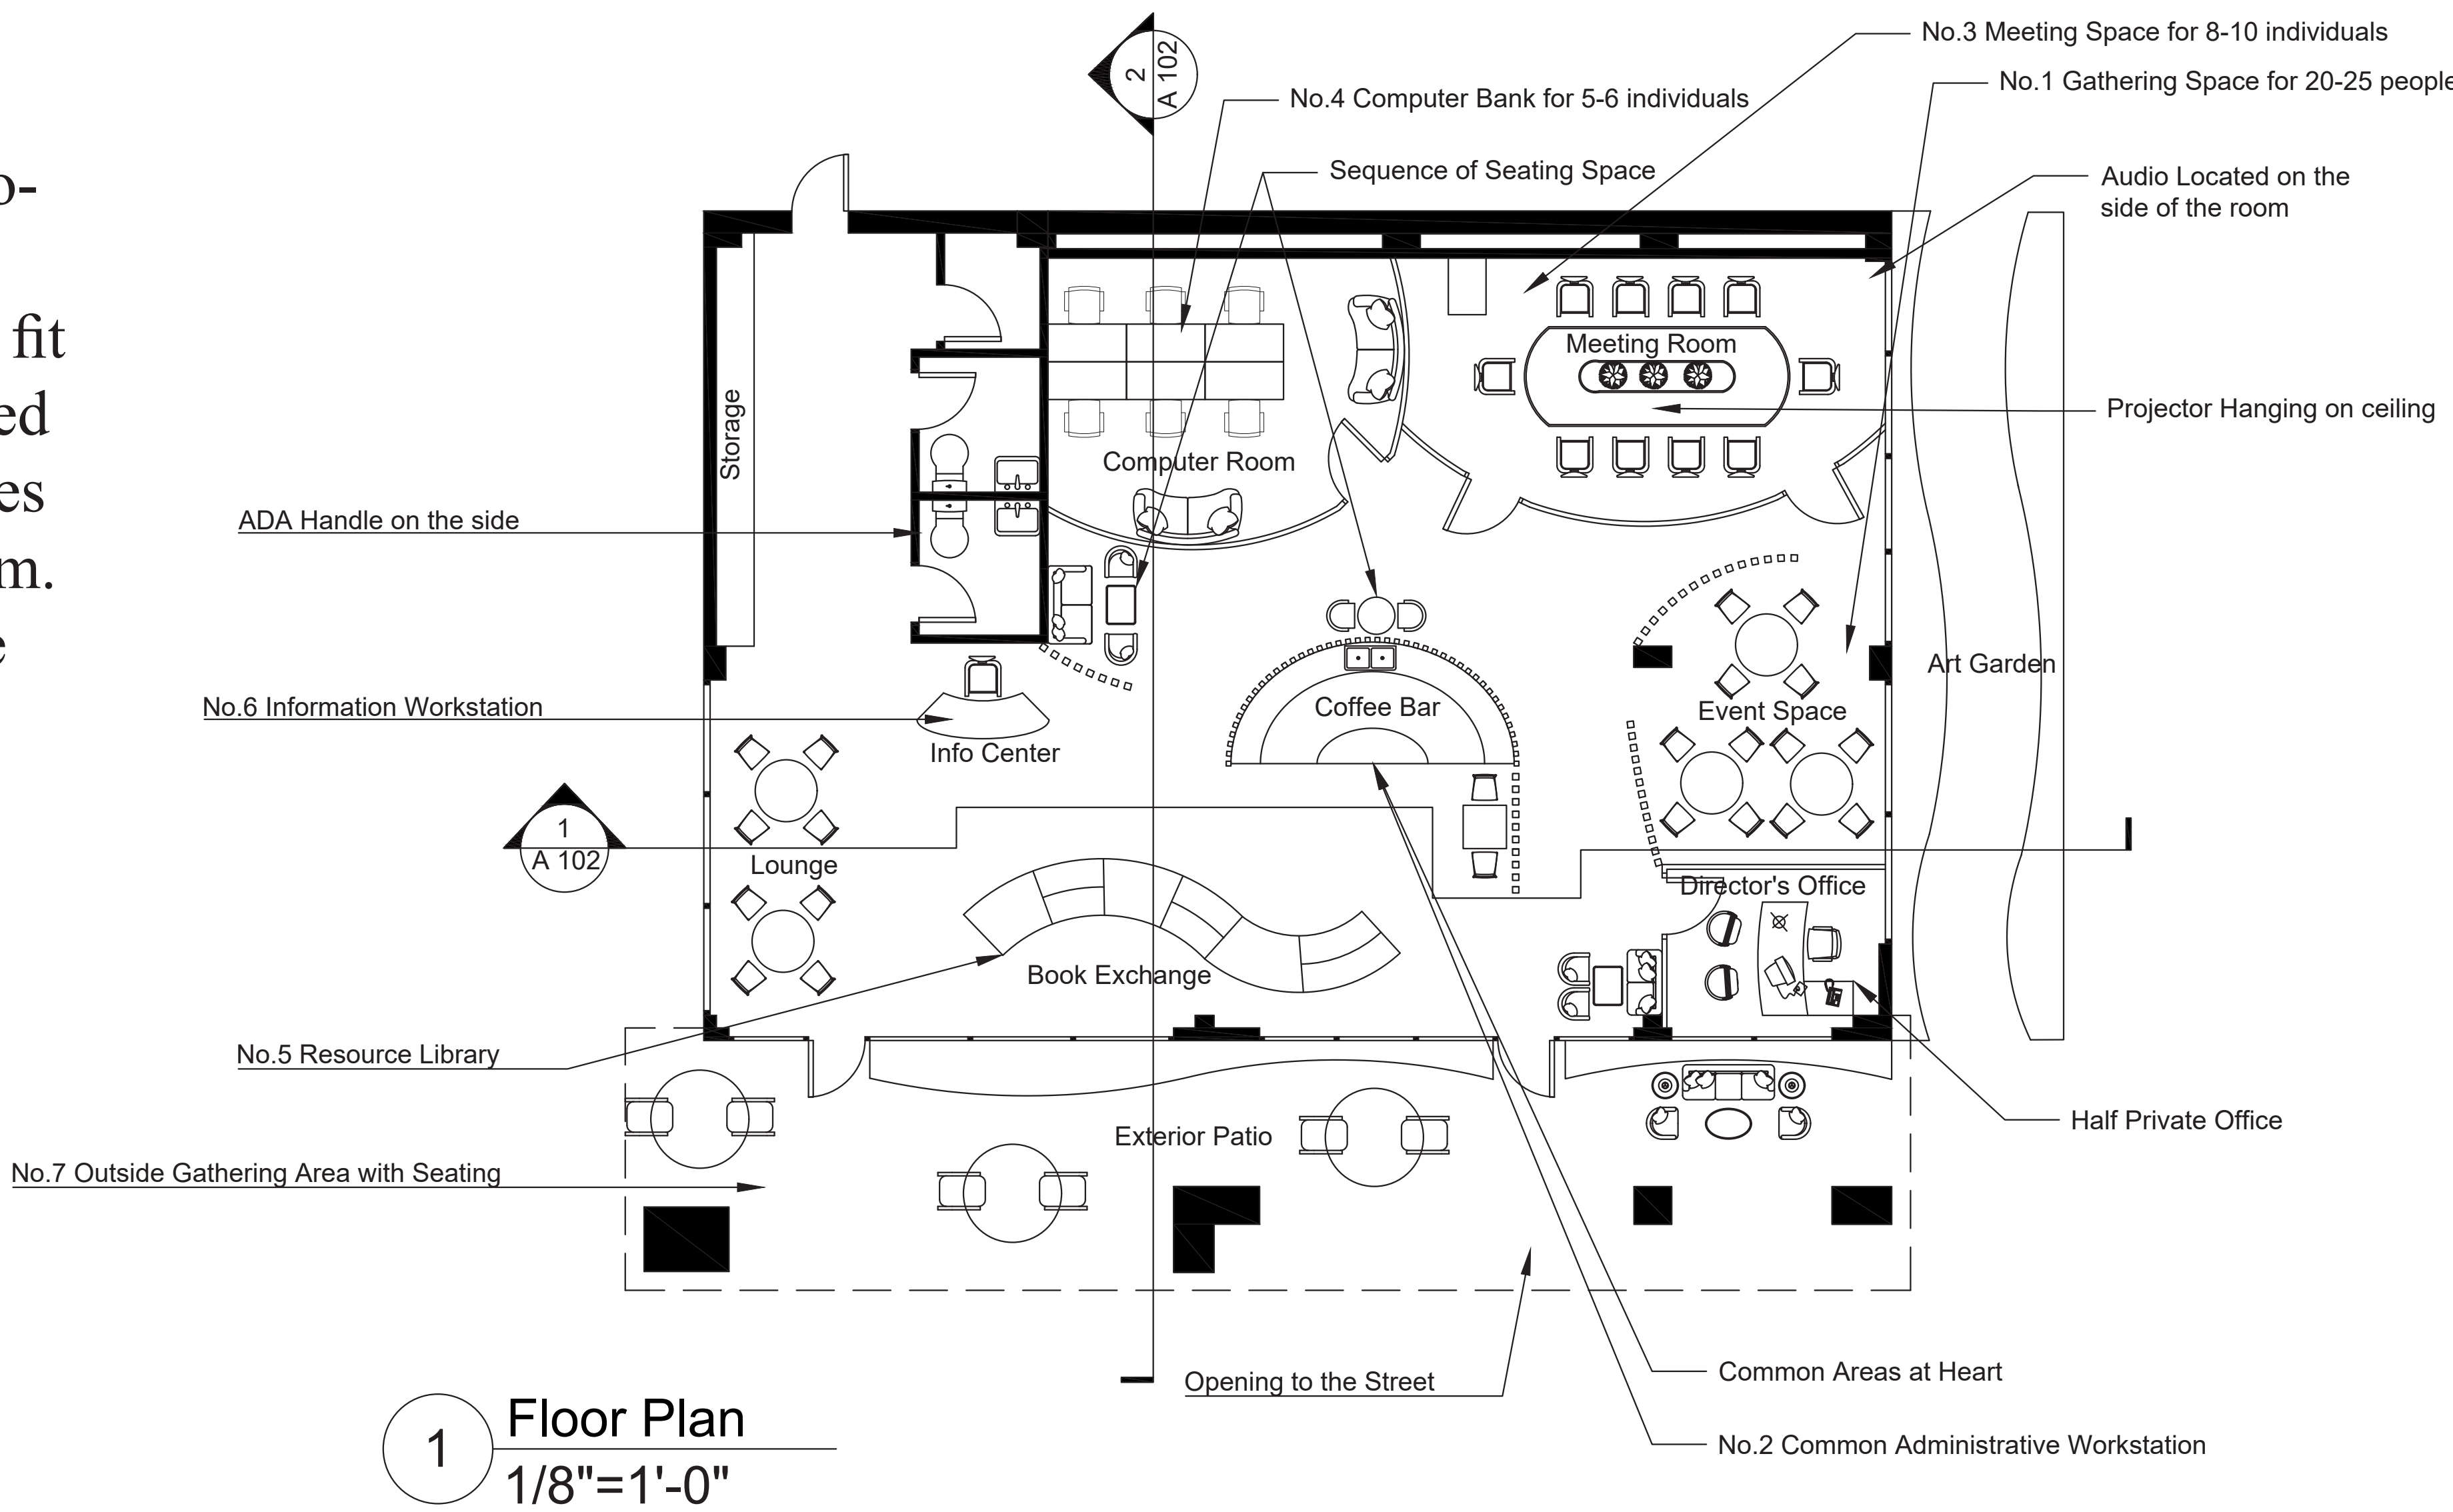 o-
fit
ed
es
m.
e
2
A 102
No.3 Meeting Space for 8-10 individuals
No.1 Gathering Space for 20-25 people
No.4 Computer Bank for 5-6 individuals
Sequence of Seating Space
Audio Located on the
side of the room
Meeting Room
Projector Hanging on ceiling
Storage
Computer Room
ADA Handle on the side
Art Garden
No.6 Information Workstation
Coffee Bar
Event Space
Info Center
1
A 102
Lounge
Director's Office
Book Exchange
No.5 Resource Library
Half Private Office
Exterior Patio
No.7 Outside Gathering Area with Seating
Common Areas at Heart
Opening to the Street
No.2 Common Administrative Workstation
1
Floor Plan
1/8"=1'-0"